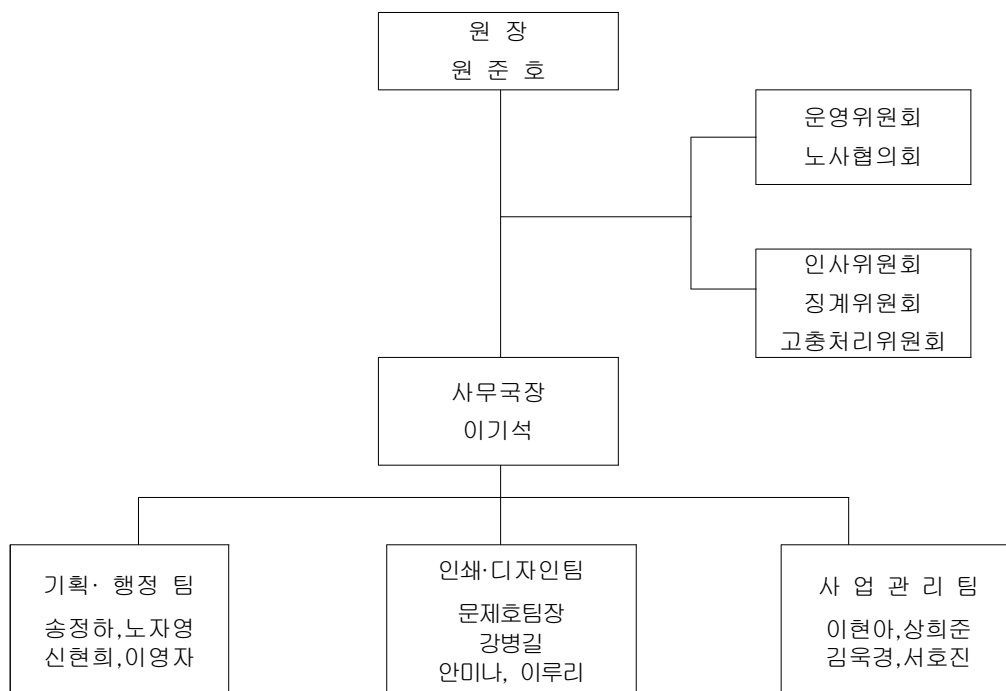 원 장
원 준 호
운영위원회
노사협의회
인사위원회
징계위원회
고충처리위원회
사무국장
이기석
기획· 행정 팀
송정하,노자영
신현희,이영자
인쇄·디자인팀
문제호팀장
강병길
안미나, 이루리
사 업 관 리 팀
이현아,상희준
김욱경,서호진